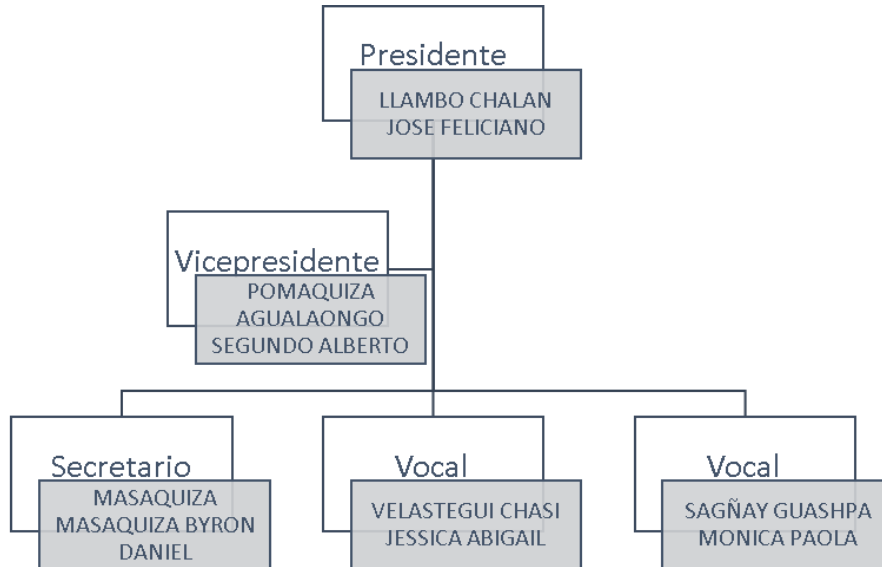 Presidente
LLAMBO CHALAN
JOSE FELICIANO
Vicepresidente
POMAQUIZA
AGUALAONGO
SEGUNDO ALBERTO
Secretario
MASAQUIZA
MASAQUIZA BYRON
DANIEL
Vocal
VELASTEGUI CHASI
JESSICA ABIGAIL
Vocal
SAGÑAY GUASHPA
MONICA PAOLA